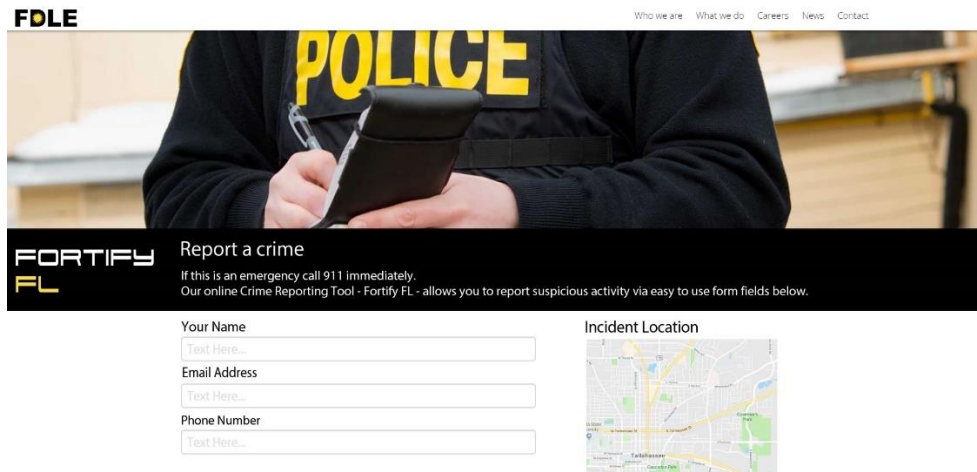 FDLE
Who we are What we do Careers News Contact
POLICE
FORTIFY
FL
Report a crime
If this is an emergency call 911 immediately.
Our online Crime Reporting Tool - Fortify FL - allows you to report suspicious activity via easy to use form fields below.
Your Name
Text Here...
Email Address
Text Here...
Phone Number
Text Here...
Incident Location
Tallahassee